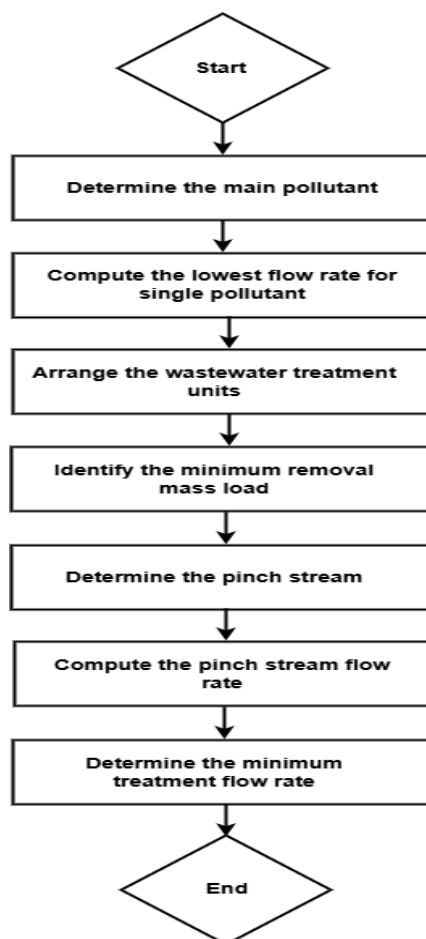 Start
Determine the main pollutant
Compute the lowest flow rate for
single pollutant
Arrange the wastewater treatment
units
Identify the minimum removal
mass load
Determine the pinch stream
Compute the pinch stream flow
rate
Determine the minimum
treatment flow rate
End